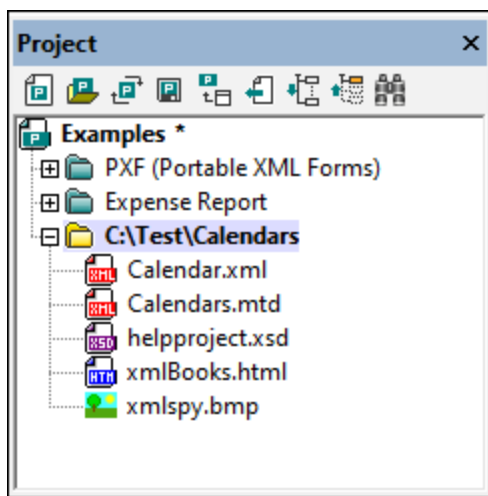 Project
Examples *
PXF (Portable XML Forms)
Expense Report
C:\Test\Calendars
Calendar.xml
Calendars.mtd
helpproject.xsd
xmlBooks.html
xmlspy.bmp